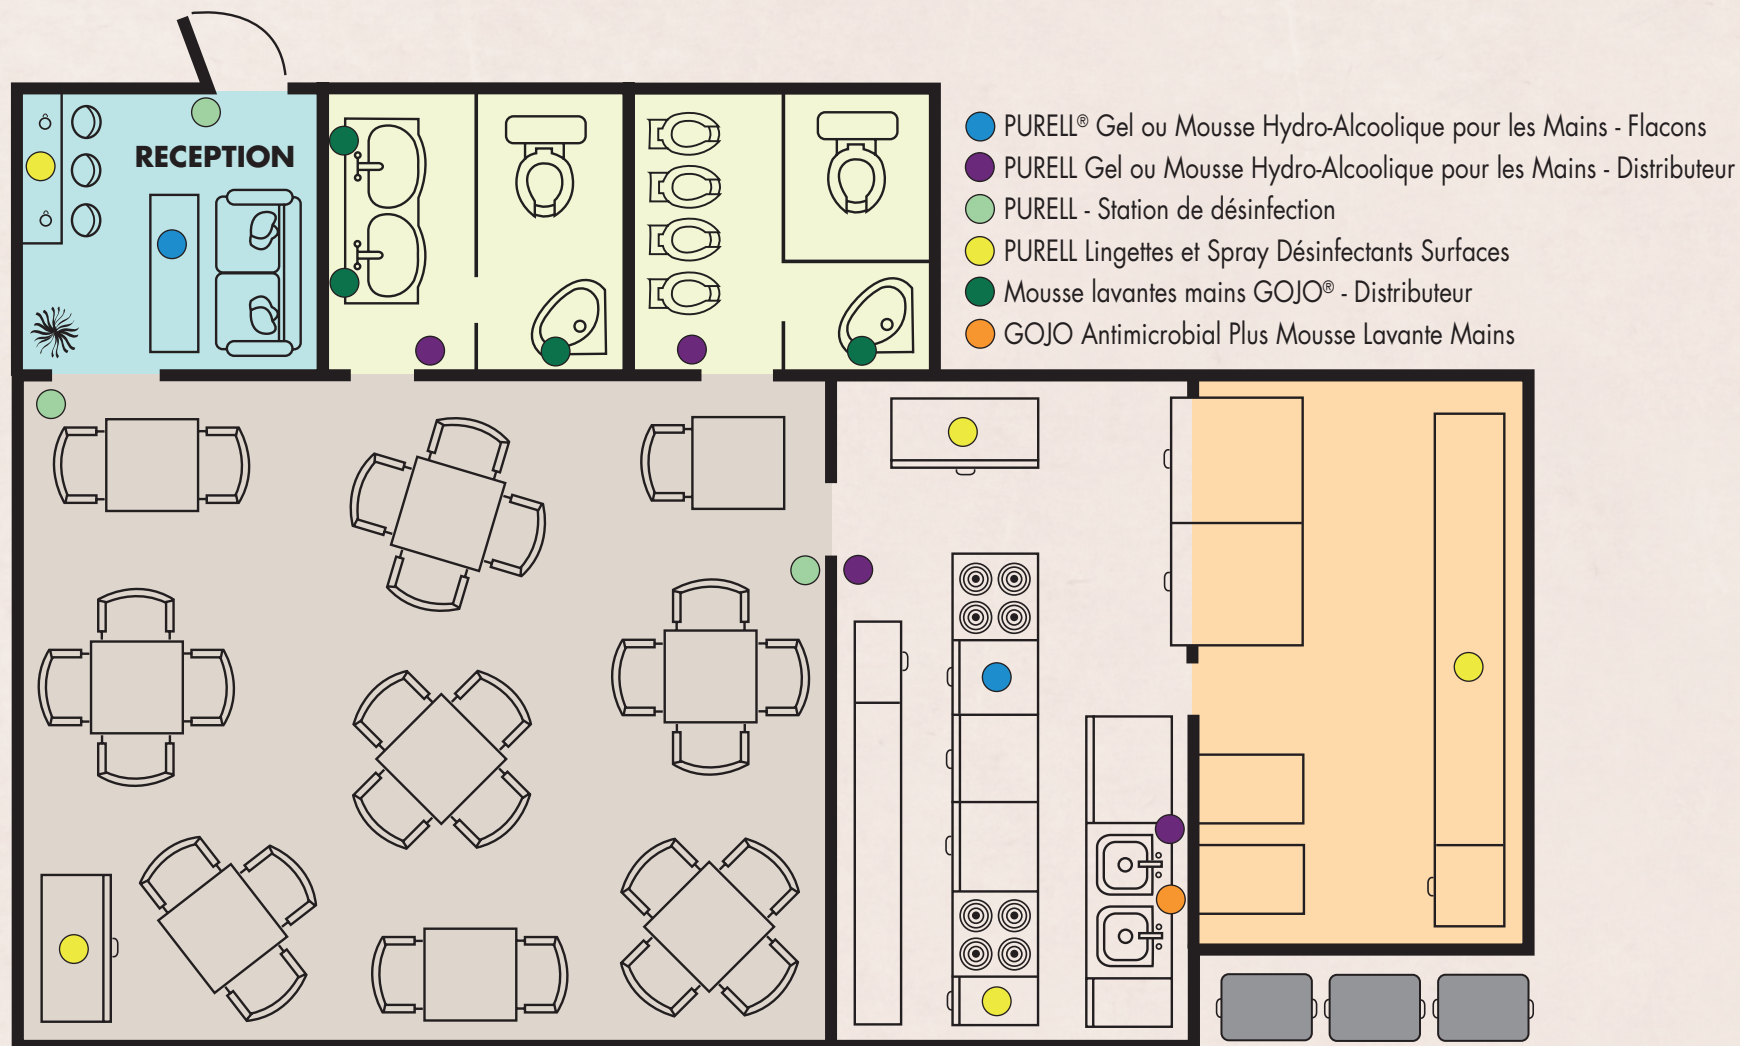 RECEPTION
PURELL® Gel ou Mousse Hydro-Alcoolique pour les Mains - Flacons
PURELL Gel ou Mousse Hydro-Alcoolique pour les Mains - Distributeur
PURELL - Station de désinfection
PURELL Lingettes et Spray Désinfectants Surfaces
Mousse lavantes mains GOJO® - Distributeur
GOJO Antimicrobial Plus Mousse Lavante Mains